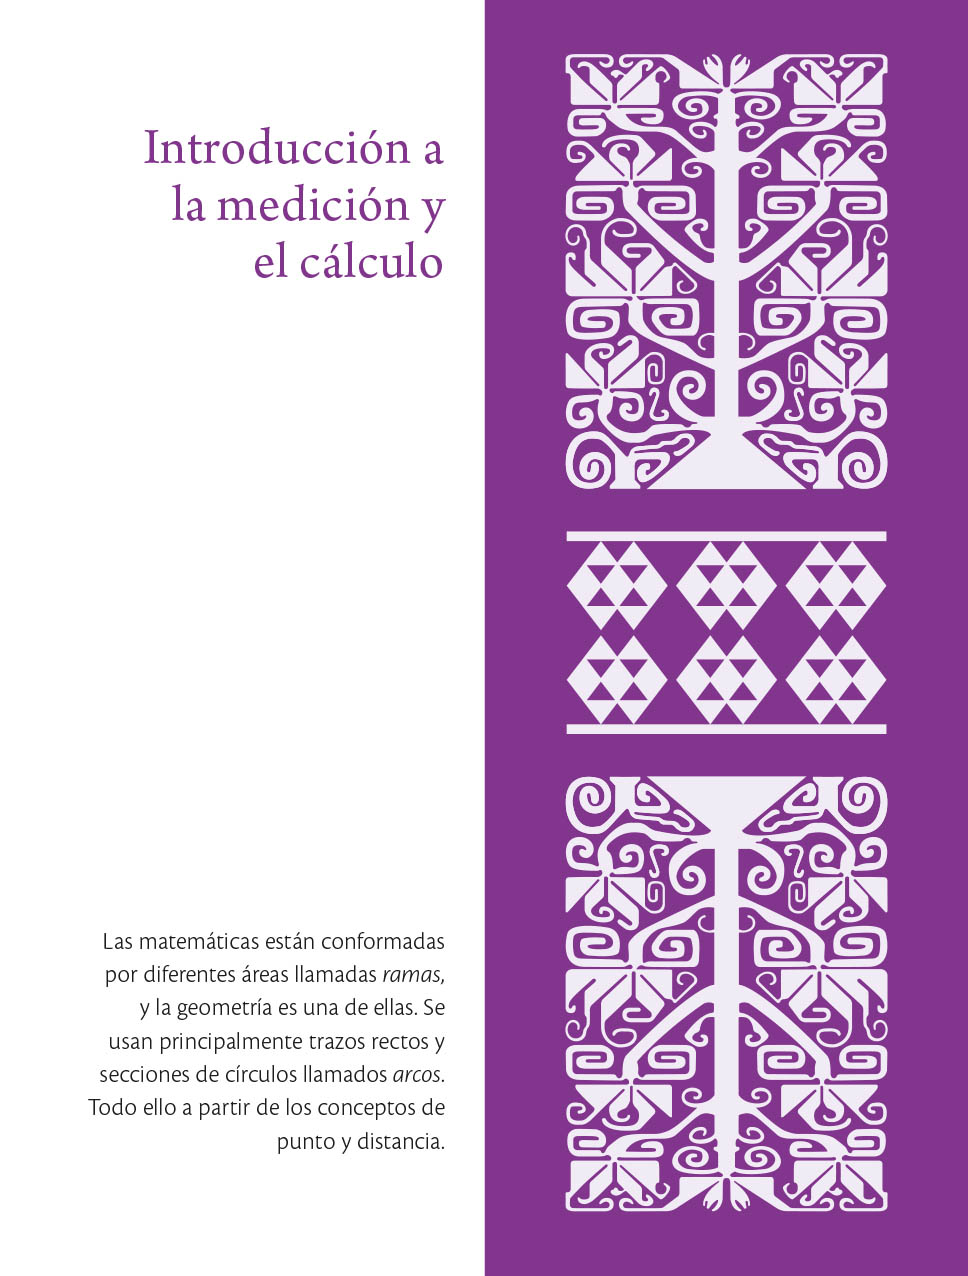 Introducción a
la medición y
el cálculo
Las matemáticas están conformadas
por diferentes áreas llamadas ramas,
y la geometría es una de ellas. Se
usan principalmente trazos rectos y
secciones de círculos llamados arcos.
Todo ello a partir de los conceptos de
punto y distancia.